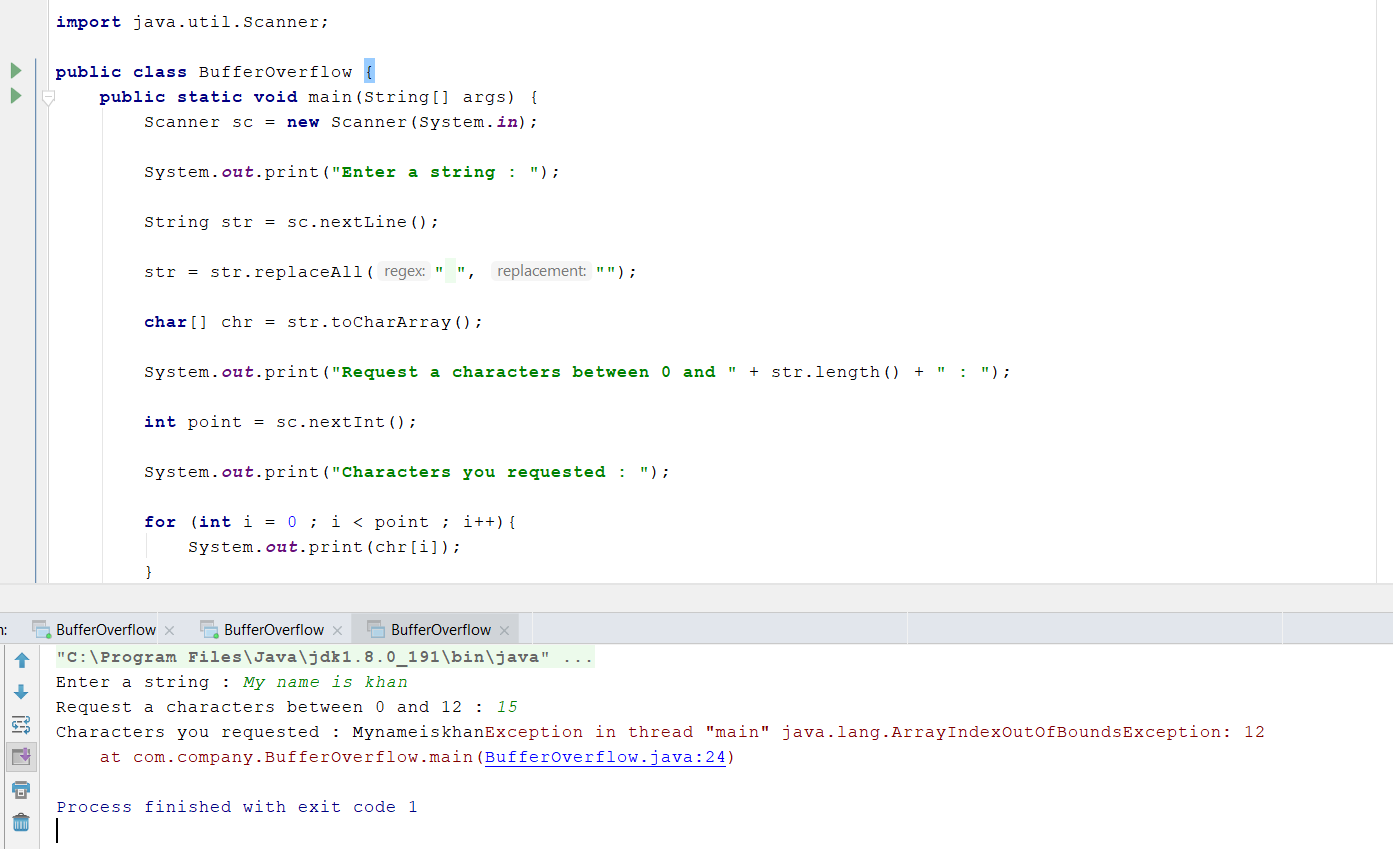 import java.util.Scanner;
public class BufferOverflow {
public static void main(String[] args) {
Scanner sc = new Scanner(System.in);
System.out.print("Enter a string : ");
String str = sc.nextLine();
str = str.replaceAll( regex: " ", replacement: "");
char[] chr = str.toCharArray();
System.out.print("Request a characters between 0 and " + str.length() + " : ");
int point = sc.nextInt();
System.out.print("Characters you requested : ");
for (int i = 0 ; i < point ; i++){
System.out.print(chr[i]);
}
n: BufferOverflow × BufferOverflow × BufferOverflow ×
"C:\Program Files\Java\jdk1.8.0_191\bin\java" ...
Enter a string : My name is khan
Request a characters between 0 and 12 : 15
Characters you requested : MynameiskhanException in thread "main" java.lang.ArrayIndexOutOfBoundsException: 12
at com.company.BufferOverflow.main(BufferOverflow.java:24)
Process finished with exit code 1